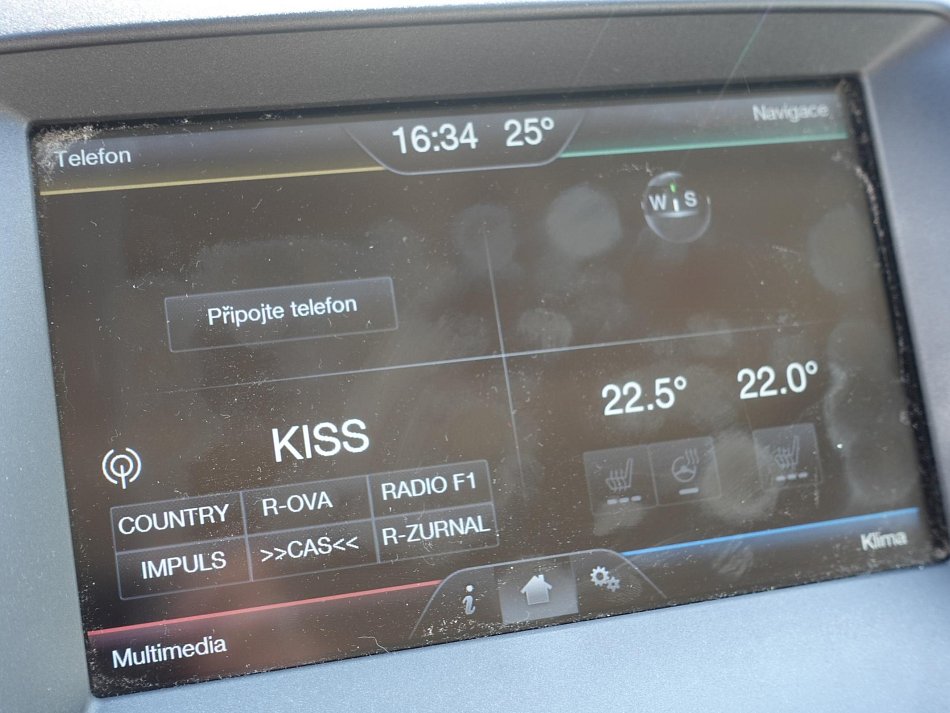 Telefon
16:34 25°
Navigace
W S
Připojte telefon
22.5° 22.0°
KISS
COUNTRY R-OVA RADIO F1
IMPULS >>CAS<< R-ZURNAL
Klima
i
Multimedia